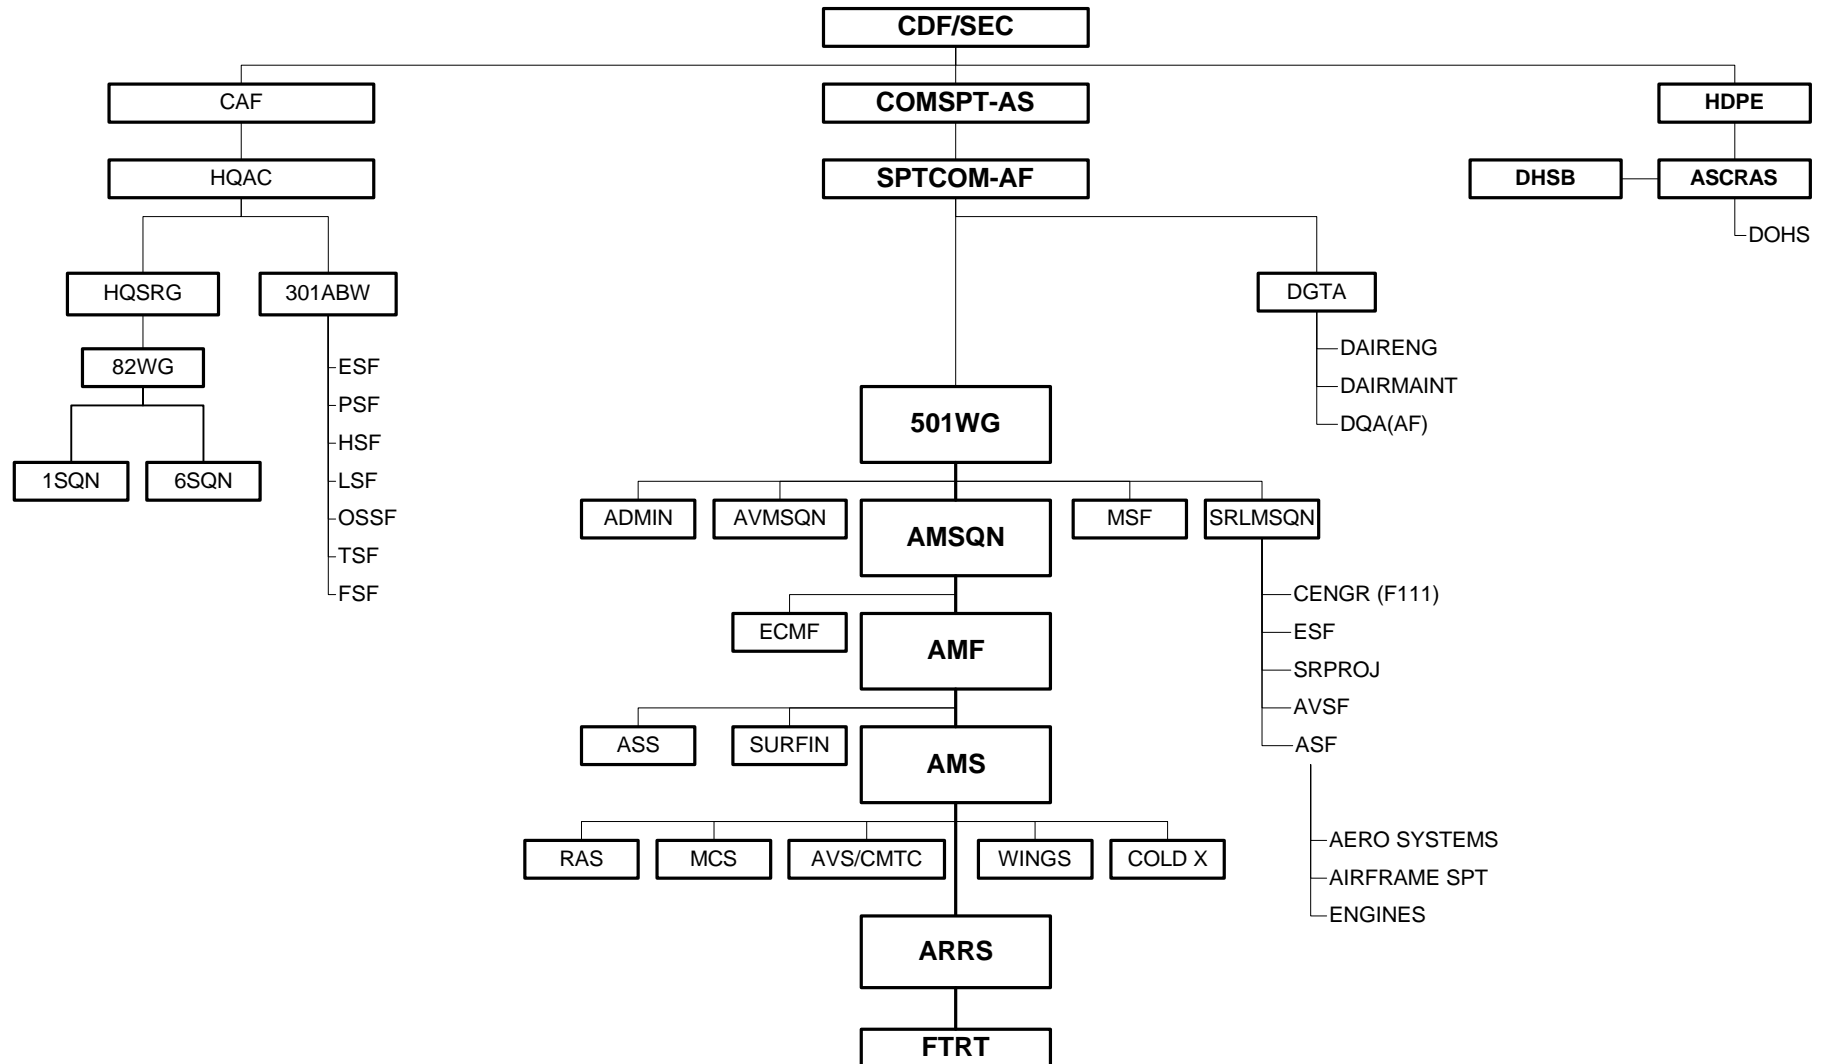 CDF/SEC
CAF
COMSPT-AS
HDPE
HQAC
SPTCOM-AF
DHSB
ASCRAS
DOHS
HQSRG
301ABW
DGTA
82WG
ESF
PSF
HSF
LSF
OSSF
TSF
FSF
1SQN
6SQN
DAIRENG
DAIRMAINT
DQA(AF)
501WG
ADMIN
AVMSQN
AMSQN
MSF
SRLMSQN
CENGR (F111)
ESF
SRPROJ
AVSF
ASF
ECMF
AMF
ASS
SURFIN
AMS
AERO SYSTEMS
AIRFRAME SPT
ENGINES
RAS
MCS
AVS/CMTC
WINGS
COLD X
ARRS
FTRT